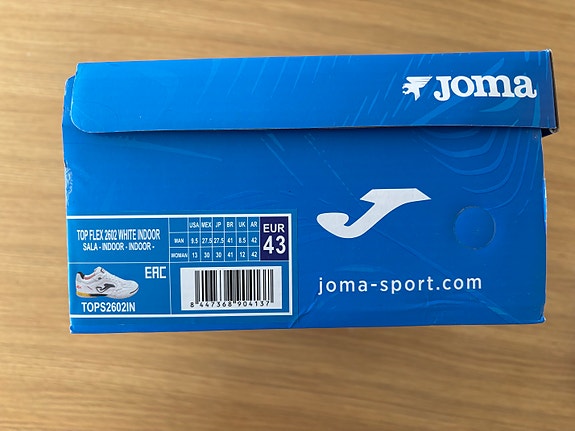 JOMA
TOP FLEX 2602 WHITE INDOOR
SALA - INDOOR - INDOOR -
USA MEX JP BR UK AR
MAN 9.5 27.5 27.5 41 8.5 42
WOMAN 13 30 30 41 12 42
EUR
43
EAC
TOPS2602IN
8 447368 904137
joma-sport.com